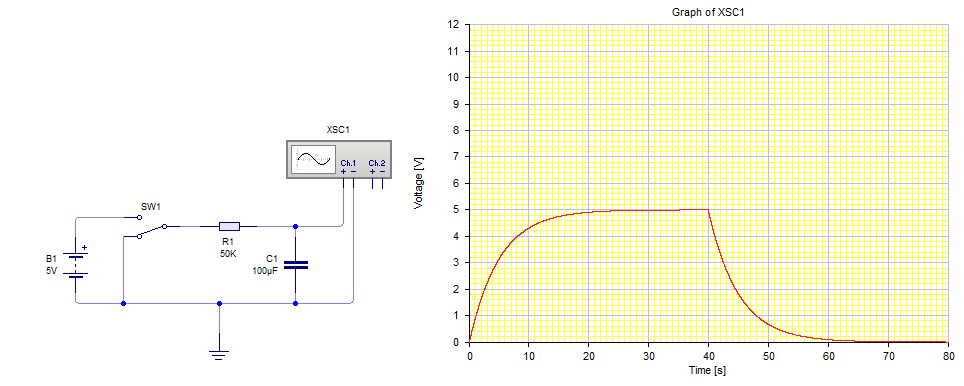 XSC1
Ch.1
Ch.2
+ −
+ −
SW1
R1
50K
B1
5V
+
C1
100µF
Graph of XSC1
Voltage [V]
12
11
10
9
8
7
6
5
4
3
2
1
0
0 10 20 30 40 50 60 70 80
Time [s]